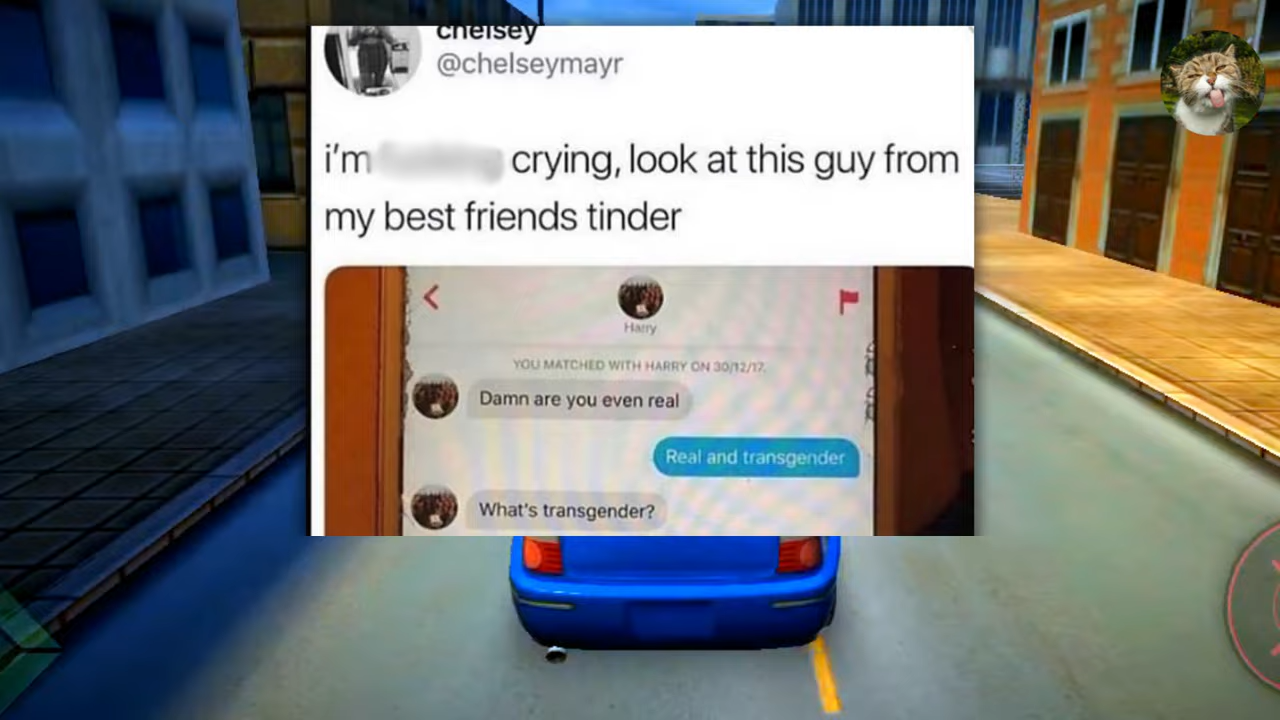 chelsey
@chelseymayr
i'm crying, look at this guy from
my best friends tinder
Harry
YOU MATCHED WITH HARRY ON 30/12/17.
Damn are you even real
Real and transgender
What's transgender?